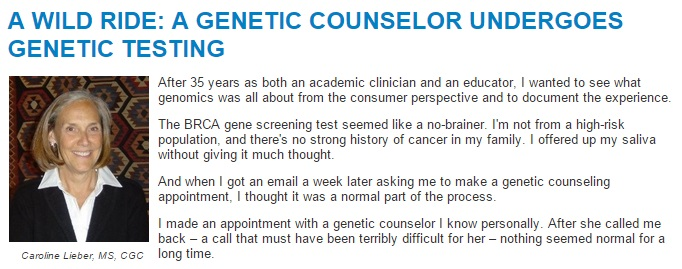 A WILD RIDE: A GENETIC COUNSELOR UNDERGOES
GENETIC TESTING
After 35 years as both an academic clinician and an educator, I wanted to see what
genomics was all about from the consumer perspective and to document the experience.
The BRCA gene screening test seemed like a no-brainer. I'm not from a high-risk
population, and there's no strong history of cancer in my family. I offered up my saliva
without giving it much thought.
And when I got an email a week later asking me to make a genetic counseling
appointment, I thought it was a normal part of the process.
I made an appointment with a genetic counselor I know personally. After she called me
back – a call that must have been terribly difficult for her – nothing seemed normal for a
long time.
Caroline Lieber, MS, CGC